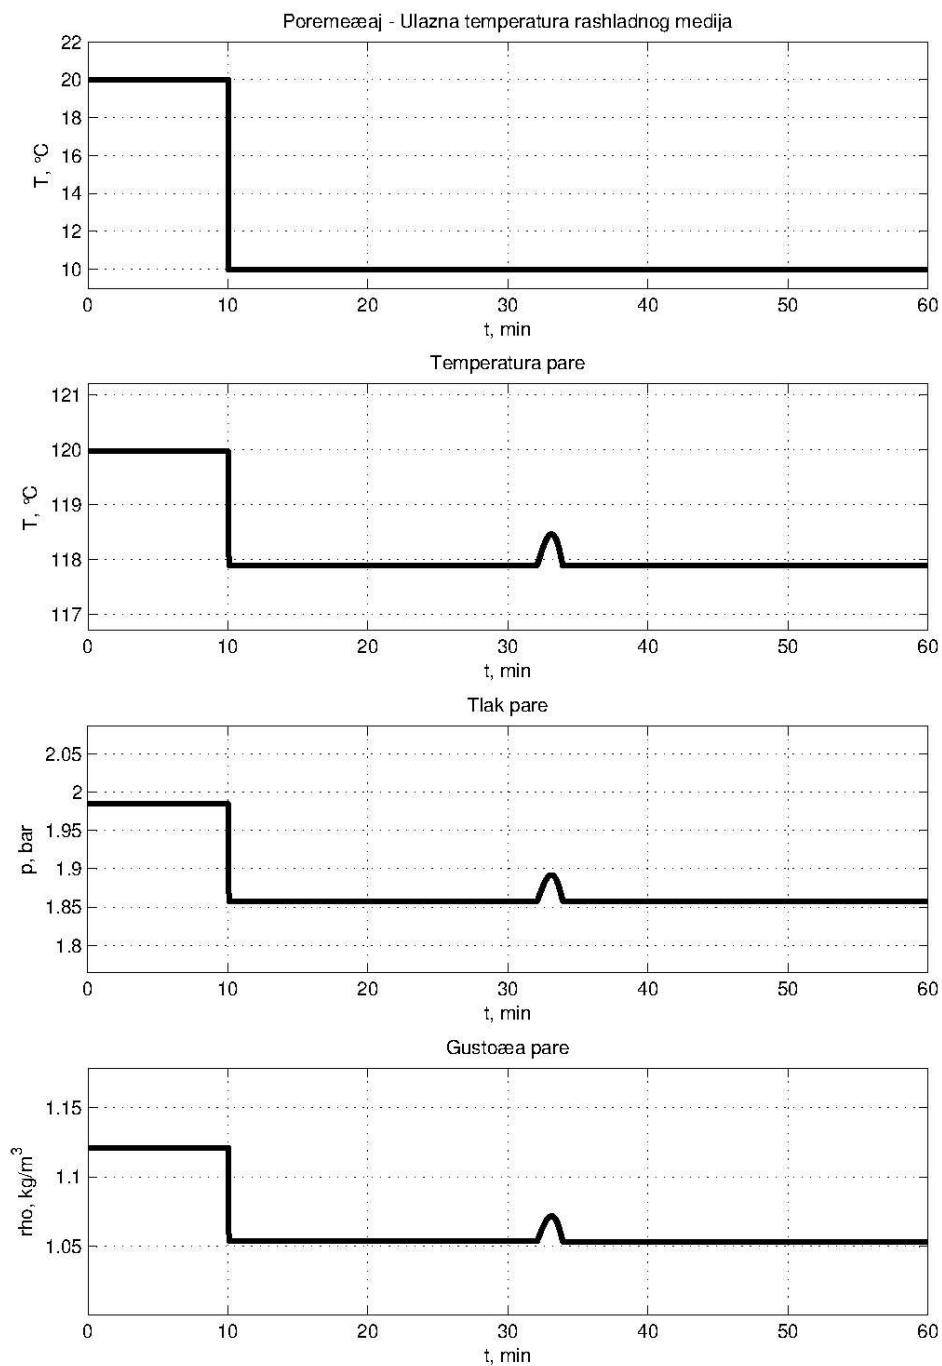 Poremeæaj - Ulazna temperatura rashladnog medija
22
20
18
16
14
12
10
T, °C
0 10 20 30 40 50 60
t, min
Temperatura pare
121
120
119
118
117
T, °C
0 10 20 30 40 50 60
t, min
Tlak pare
2.05
2
1.95
1.9
1.85
1.8
p, bar
0 10 20 30 40 50 60
t, min
Gustoæa pare
1.15
1.1
1.05
rho, kg/m³
0 10 20 30 40 50 60
t, min